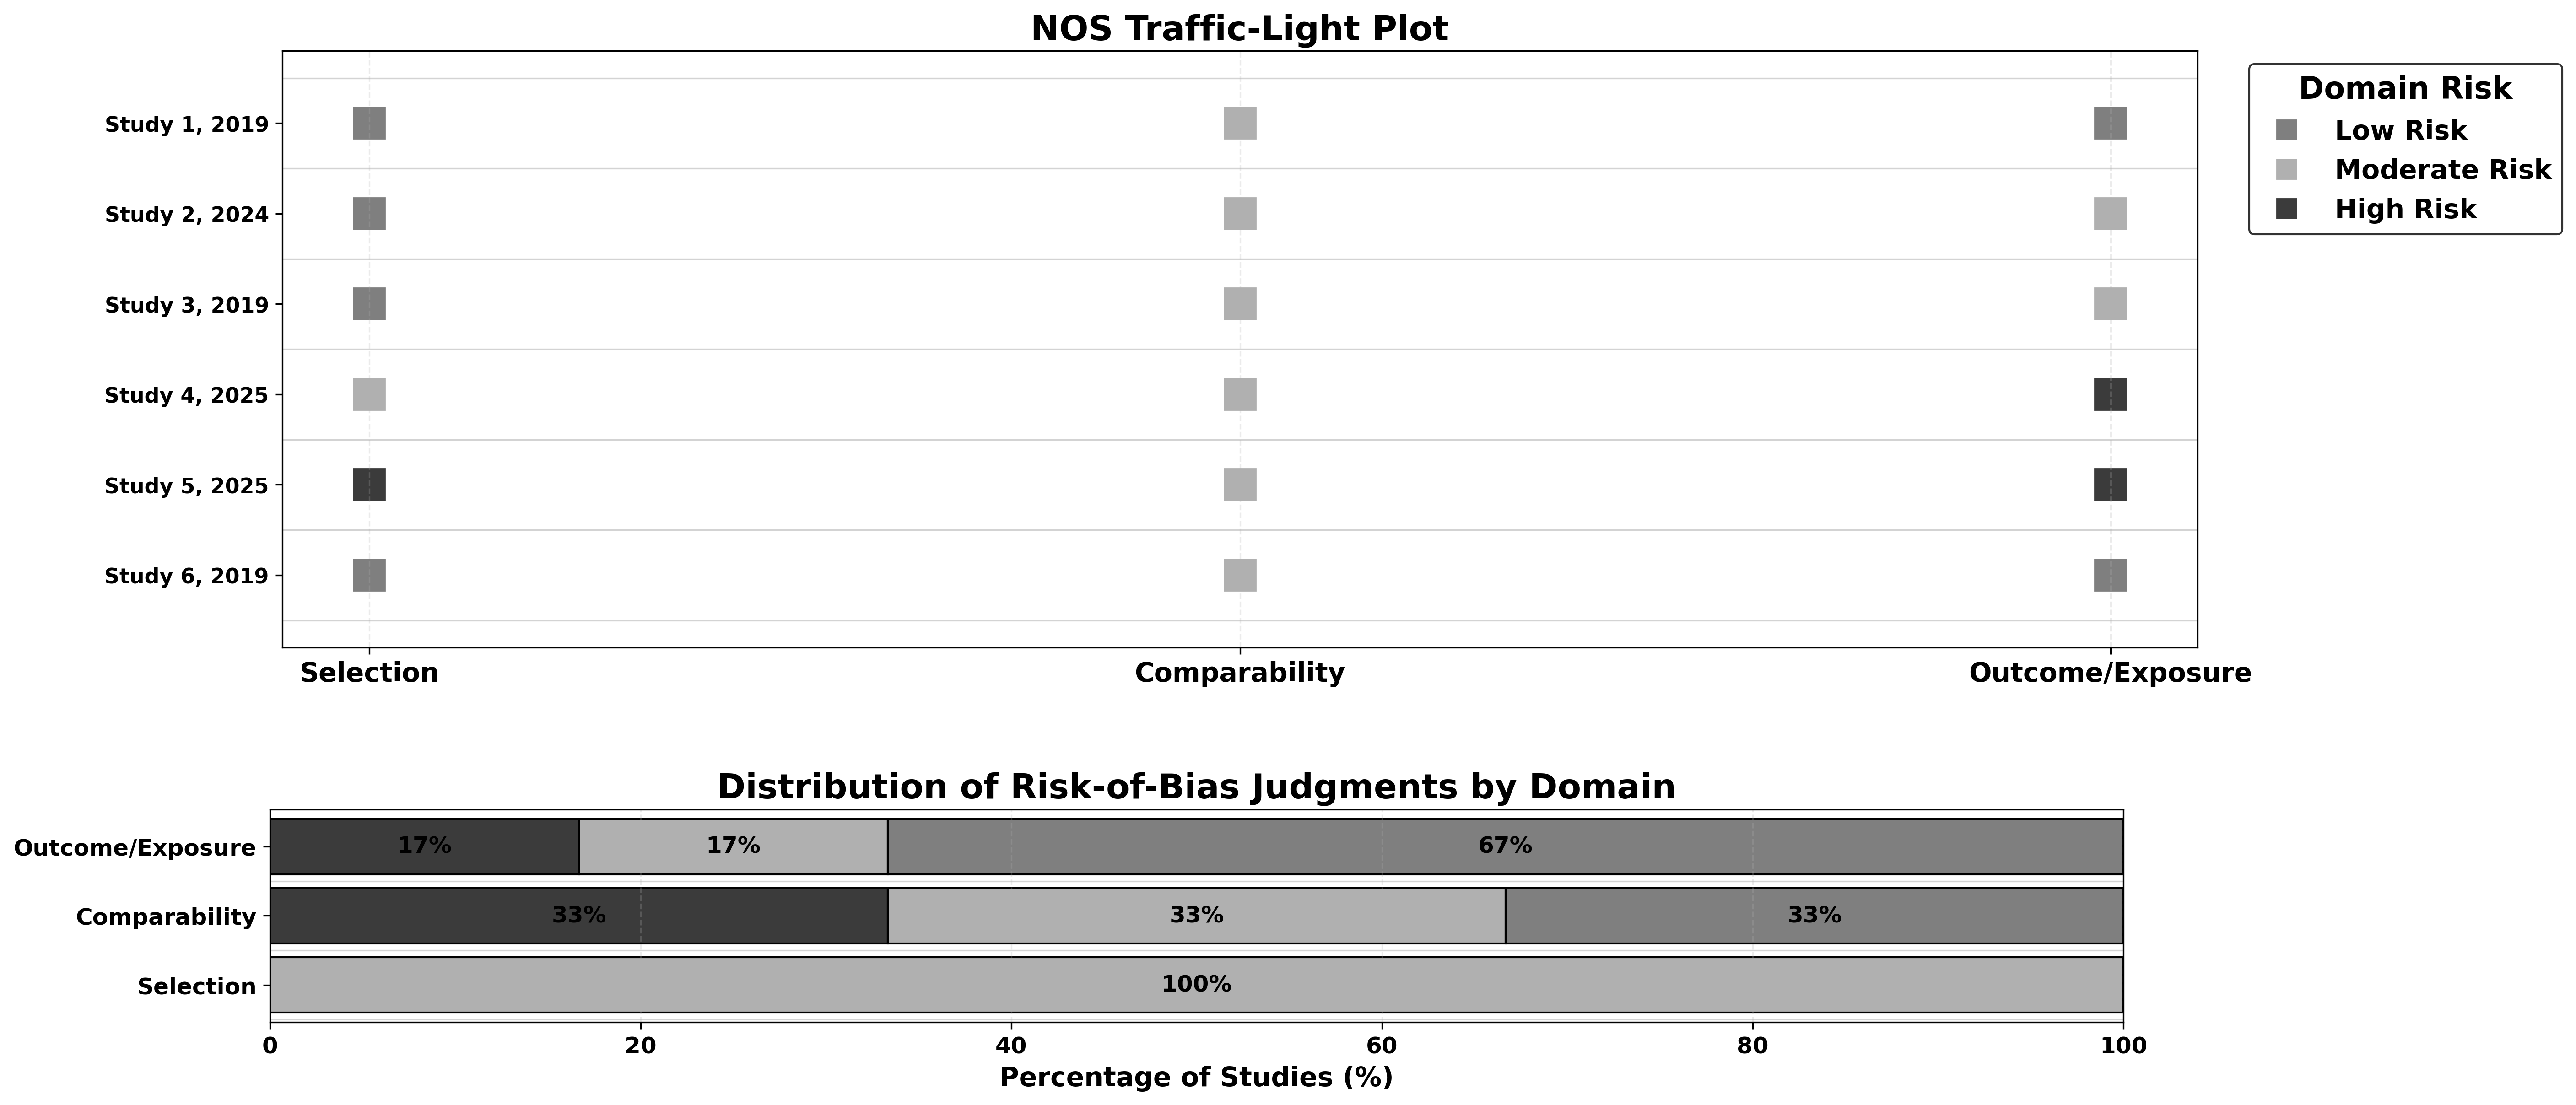 NOS Traffic-Light Plot
Study 1, 2019
Study 2, 2024
Study 3, 2019
Study 4, 2025
Study 5, 2025
Study 6, 2019
Selection
Comparability
Outcome/Exposure
Domain Risk
Low Risk
Moderate Risk
High Risk
Distribution of Risk-of-Bias Judgments by Domain
Outcome/Exposure 17% 17% 67%
Comparability 33% 33% 33%
Selection 100%
0 20 40 60 80 100
Percentage of Studies (%)